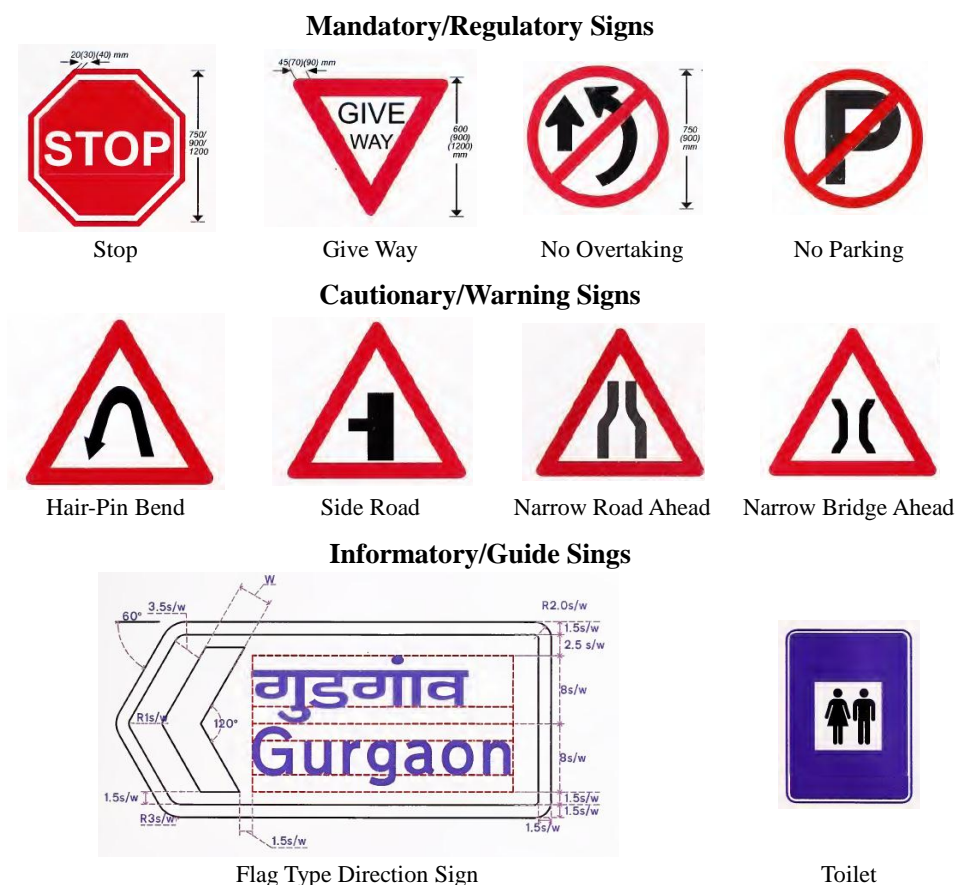 Mandatory/Regulatory Signs
20(30)(40) mm
STOP
750/
900/
1200
45(70)(90) mm
GIVE
WAY
600
(900)
(1200)
mm
750
(900)
mm
P
Stop
Give Way
No Overtaking
No Parking
Cautionary/Warning Signs
Hair-Pin Bend
Side Road
Narrow Road Ahead
Narrow Bridge Ahead
Informatory/Guide Sings
W
3.5s/w
60°
R2.0s/w
1.5s/w
2.5 s/w
गुडगांव
8s/w
R1s/w
120°
Gurgaon
8s/w
1.5s/w
1.5s/w
1.5s/w
R3s/w
1.5s/w
1.5s/w
Flag Type Direction Sign
Toilet